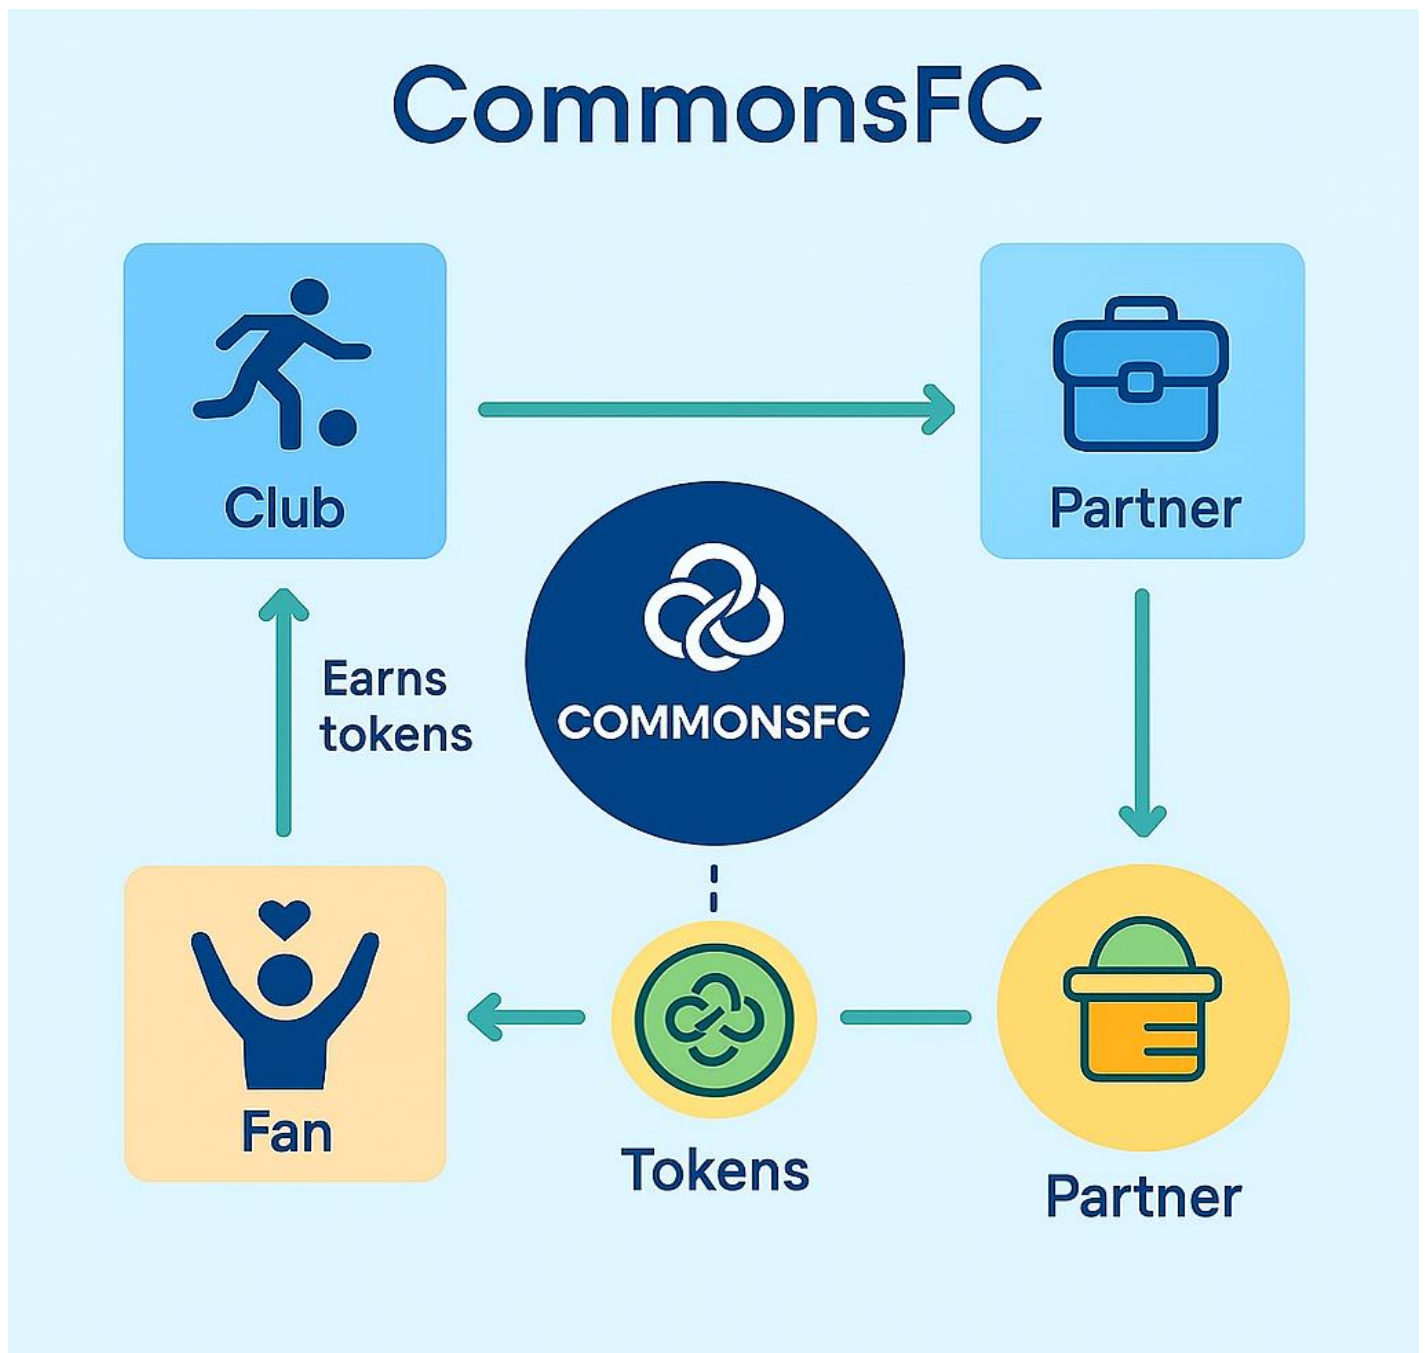 CommonsFC
Club
Partner
COMMONSFC
Earns
tokens
Fan
Tokens
Partner